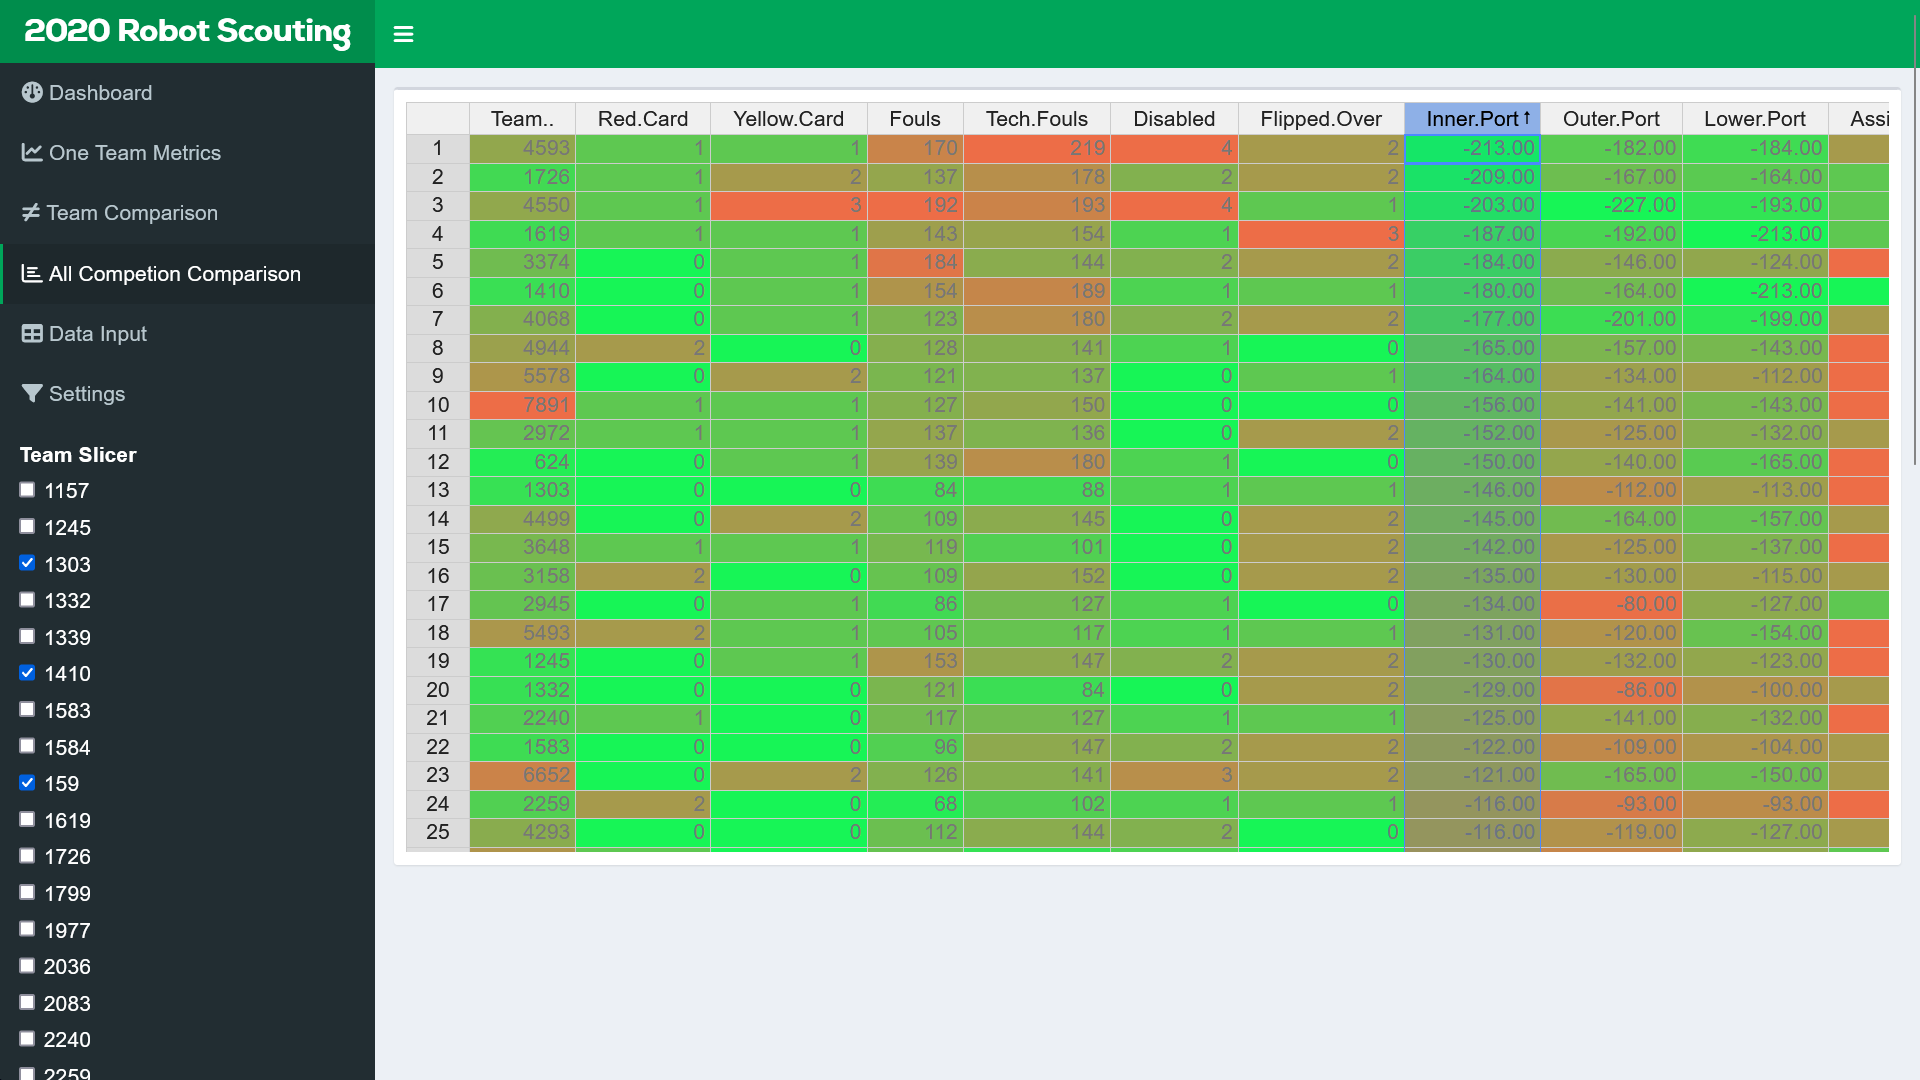 2020 Robot Scouting
Dashboard
One Team Metrics
Team Comparison
All Competion Comparison
Data Input
Settings
Team Slicer
1157
1245
1303
1332
1339
1410
1583
1584
159
1619
1726
1799
1977
2036
2083
2240
2259
Team.. Red.Card Yellow.Card Fouls Tech.Fouls Disabled Flipped.Over Inner.Port↑ Outer.Port Lower.Port Assi
1 4593 1 1 170 219 4 2 -213.00 -182.00 -184.00
2 1726 1 2 137 178 2 2 -209.00 -167.00 -164.00
3 4550 1 3 192 193 4 1 -203.00 -227.00 -193.00
4 1619 1 1 143 154 1 3 -187.00 -192.00 -213.00
5 3374 0 1 184 144 2 2 -184.00 -146.00 -124.00
6 1410 0 1 154 189 1 1 -180.00 -164.00 -213.00
7 4068 0 1 123 180 2 2 -177.00 -201.00 -199.00
8 4944 2 0 128 141 1 0 -165.00 -157.00 -143.00
9 5578 0 2 121 137 0 1 -164.00 -134.00 -112.00
10 7891 1 1 127 150 0 0 -156.00 -141.00 -143.00
11 2972 1 1 137 136 0 2 -152.00 -125.00 -132.00
12 624 0 1 139 180 1 0 -150.00 -140.00 -165.00
13 1303 0 0 84 88 1 1 -146.00 -112.00 -113.00
14 4499 0 2 109 145 0 2 -145.00 -164.00 -157.00
15 3648 1 1 119 101 0 2 -142.00 -125.00 -137.00
16 3158 2 0 109 152 0 2 -135.00 -130.00 -115.00
17 2945 0 1 86 127 1 0 -134.00 -80.00 -127.00
18 5493 2 1 105 117 1 1 -131.00 -120.00 -154.00
19 1245 0 1 153 147 2 2 -130.00 -132.00 -123.00
20 1332 0 0 121 84 0 2 -129.00 -86.00 -100.00
21 2240 1 0 117 127 1 1 -125.00 -141.00 -132.00
22 1583 0 0 96 147 2 2 -122.00 -109.00 -104.00
23 6652 0 2 126 141 3 2 -121.00 -165.00 -150.00
24 2259 2 0 68 102 1 1 -116.00 -93.00 -93.00
25 4293 0 0 112 144 2 0 -116.00 -119.00 -127.00